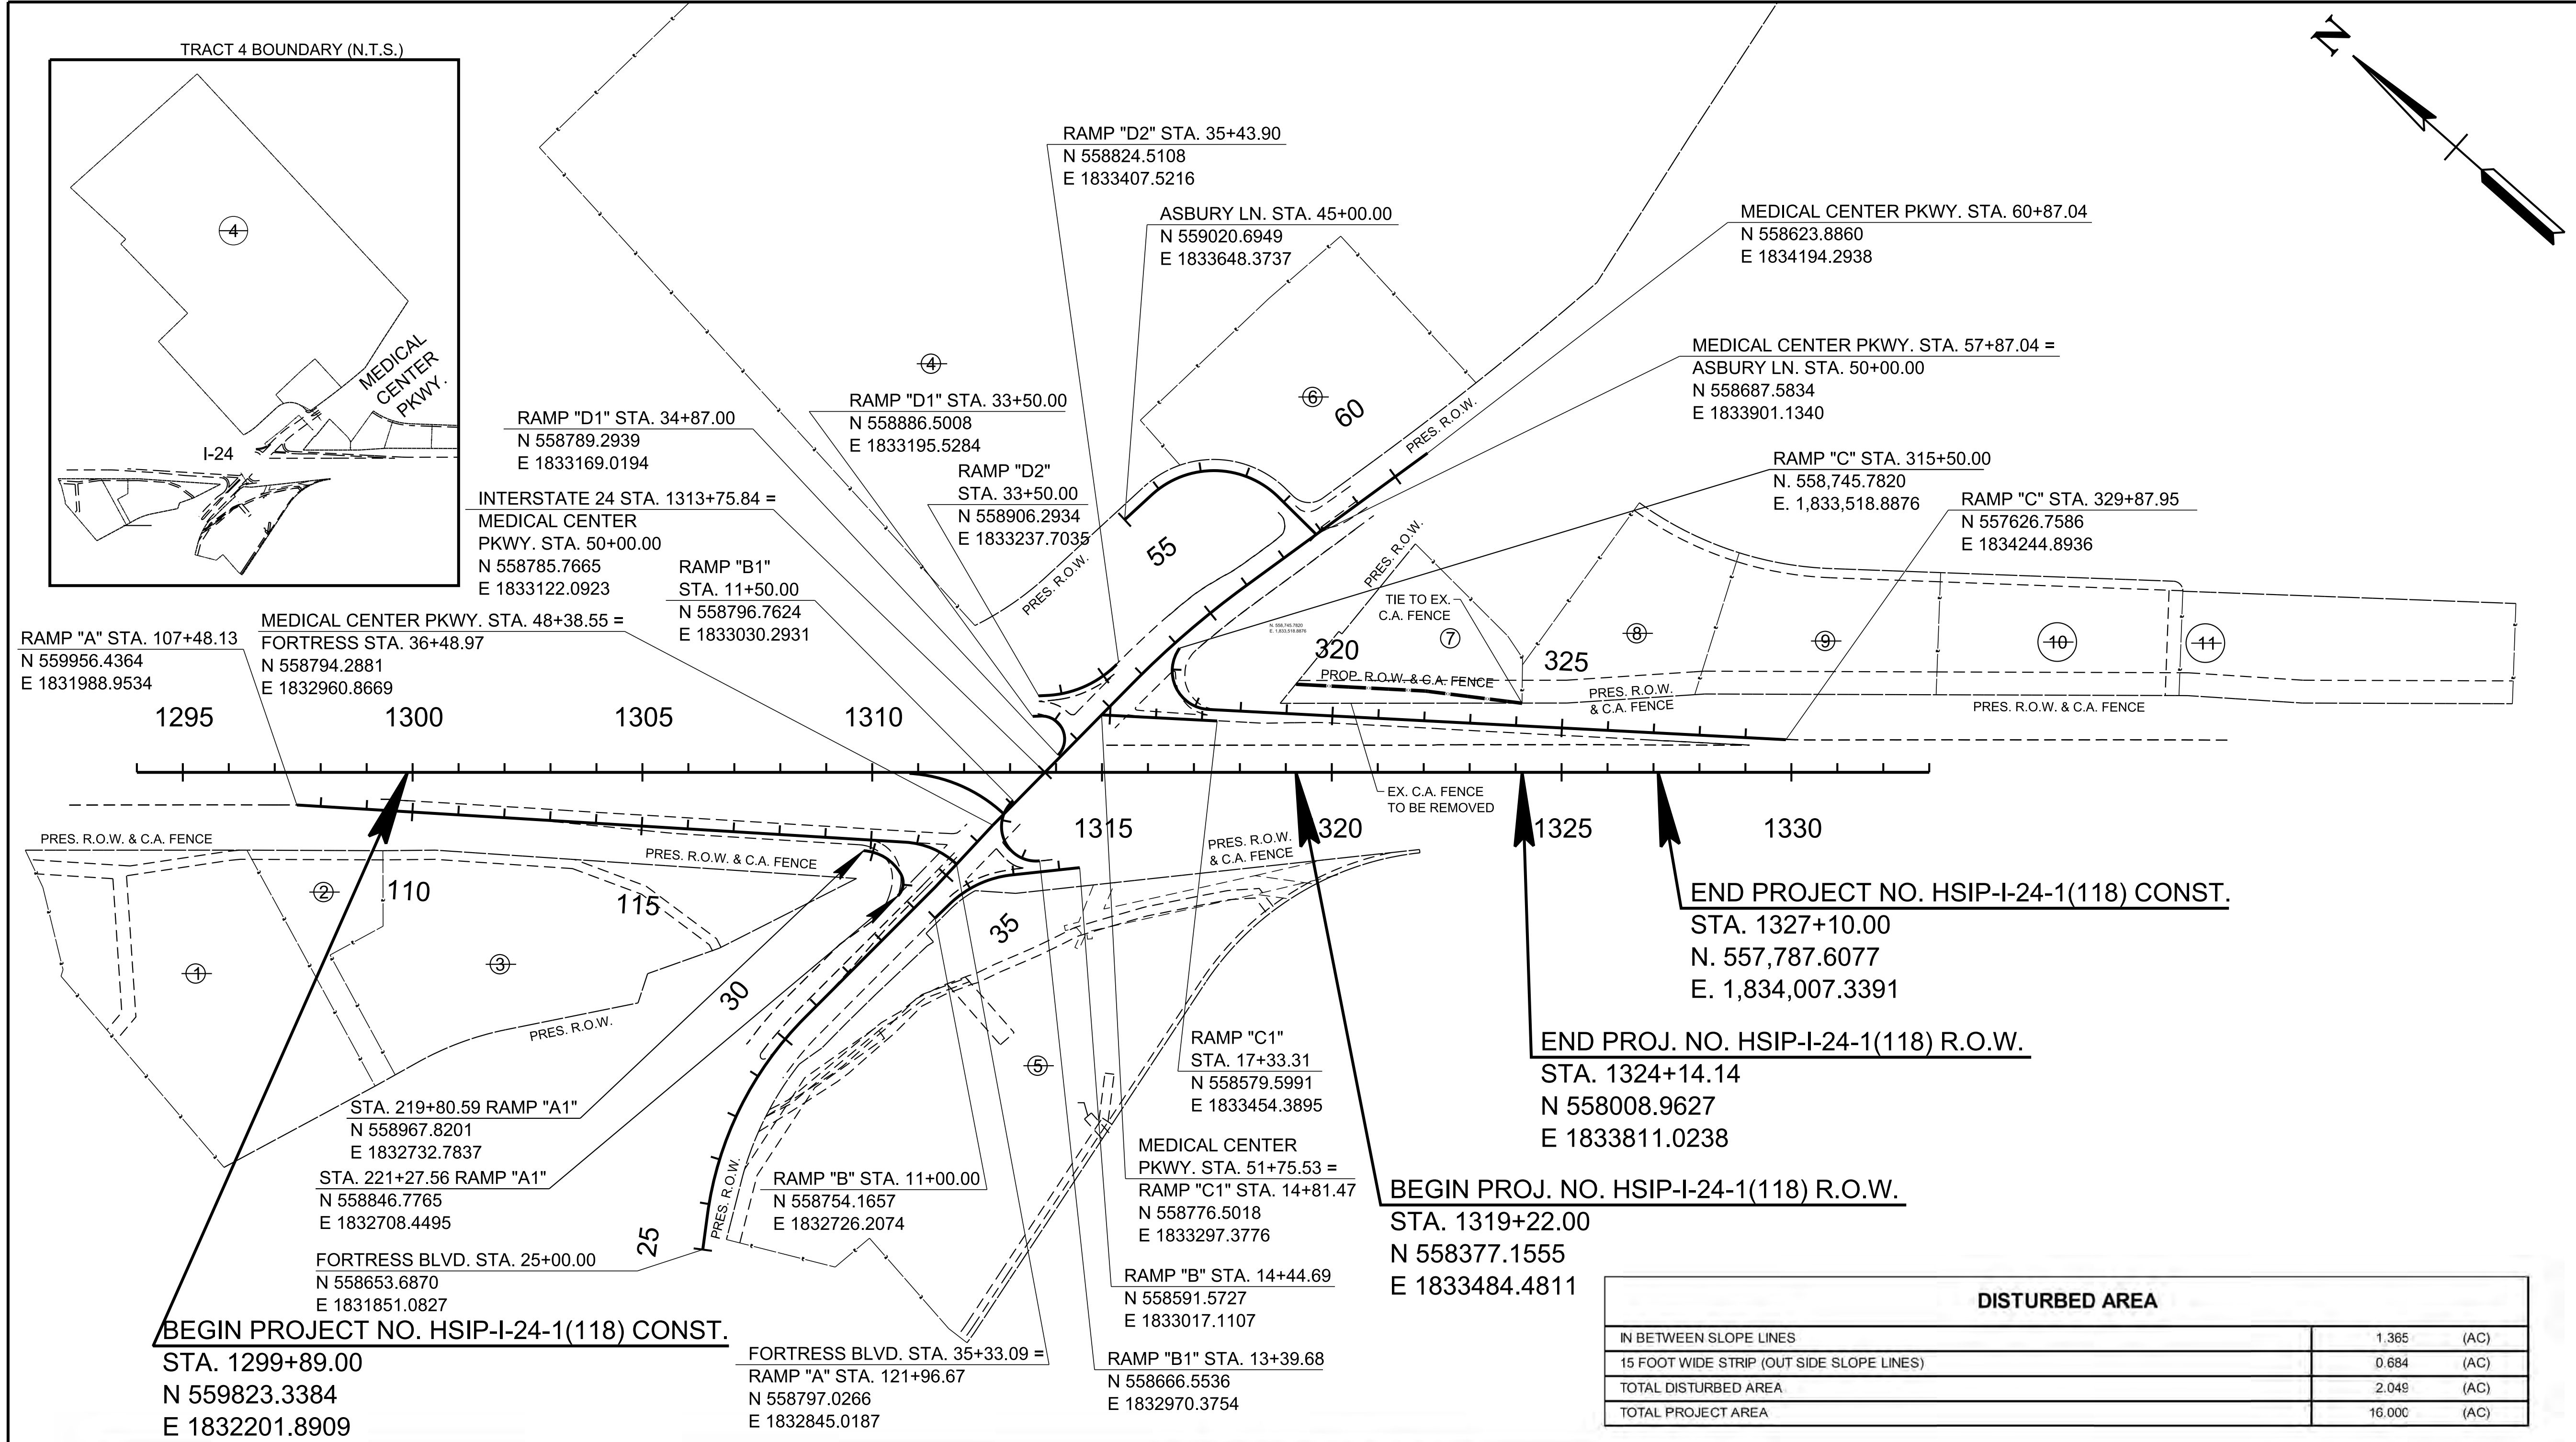 TRACT 4 BOUNDARY (N.T.S.)
4
MEDICAL
CENTER
PKWY.
I-24
N
RAMP "D2" STA. 35+43.90
N 558824.5108
E 1833407.5216
ASBURY LN. STA. 45+00.00
N 559020.6949
E 1833648.3737
MEDICAL CENTER PKWY. STA. 60+87.04
N 558623.8860
E 1834194.2938
MEDICAL CENTER PKWY. STA. 57+87.04 =
ASBURY LN. STA. 50+00.00
N 558687.5834
E 1833901.1340
4
6
60
PRES. R.O.W.
RAMP "D1" STA. 33+50.00
N 558886.5008
E 1833195.5284
RAMP "D1" STA. 34+87.00
N 558789.2939
E 1833169.0194
RAMP "D2"
STA. 33+50.00
N 558906.2934
E 1833237.7035
RAMP "C" STA. 315+50.00
N. 558,745.7820
E. 1,833,518.8876
RAMP "C" STA. 329+87.95
N 557626.7586
E 1834244.8936
INTERSTATE 24 STA. 1313+75.84 =
MEDICAL CENTER
PKWY. STA. 50+00.00
N 558785.7665
E 1833122.0923
RAMP "B1"
STA. 11+50.00
N 558796.7624
E 1833030.2931
55
PRES. R.O.W.
PRES. R.O.W.
TIE TO EX.
C.A. FENCE
N. 558,745.7820
E. 1,833,518.8876
RAMP "A" STA. 107+48.13
N 559956.4364
E 1831988.9534
MEDICAL CENTER PKWY. STA. 48+38.55 =
FORTRESS STA. 36+48.97
N 558794.2881
E 1832960.8669
7
8
9
10
11
320
325
PROP. R.O.W. & C.A. FENCE
PRES. R.O.W.
& C.A. FENCE
PRES. R.O.W. & C.A. FENCE
1295
1300
1305
1310
EX. C.A. FENCE
TO BE REMOVED
1315
1320
1325
1330
PRES. R.O.W. & C.A. FENCE
PRES. R.O.W. & C.A. FENCE
PRES. R.O.W.
& C.A. FENCE
1
2
3
110
115
30
35
5
PRES. R.O.W.
25
PRES. R.O.W.
END PROJECT NO. HSIP-I-24-1(118) CONST.
STA. 1327+10.00
N. 557,787.6077
E. 1,834,007.3391
END PROJ. NO. HSIP-I-24-1(118) R.O.W.
STA. 1324+14.14
N 558008.9627
E 1833811.0238
BEGIN PROJ. NO. HSIP-I-24-1(118) R.O.W.
STA. 1319+22.00
N 558377.1555
E 1833484.4811
RAMP "C1"
STA. 17+33.31
N 558579.5991
E 1833454.3895
MEDICAL CENTER
PKWY. STA. 51+75.53 =
RAMP "C1" STA. 14+81.47
N 558776.5018
E 1833297.3776
STA. 219+80.59 RAMP "A1"
N 558967.8201
E 1832732.7837
STA. 221+27.56 RAMP "A1"
N 558846.7765
E 1832708.4495
RAMP "B" STA. 11+00.00
N 558754.1657
E 1832726.2074
FORTRESS BLVD. STA. 25+00.00
N 558653.6870
E 1831851.0827
RAMP "B" STA. 14+44.69
N 558591.5727
E 1833017.1107
BEGIN PROJECT NO. HSIP-I-24-1(118) CONST.
STA. 1299+89.00
N 559823.3384
E 1832201.8909
FORTRESS BLVD. STA. 35+33.09 =
RAMP "A" STA. 121+96.67
N 558797.0266
E 1832845.0187
RAMP "B1" STA. 13+39.68
N 558666.5536
E 1832970.3754
DISTURBED AREA
IN BETWEEN SLOPE LINES 1.365 (AC)
15 FOOT WIDE STRIP (OUT SIDE SLOPE LINES) 0.684 (AC)
TOTAL DISTURBED AREA 2.049 (AC)
TOTAL PROJECT AREA 16.000 (AC)